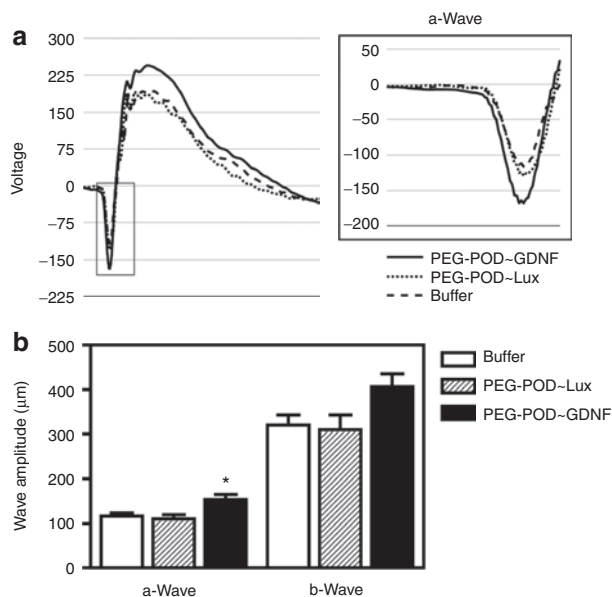 a
a-Wave
Voltage
300
225
150
75
0
−75
−150
−225
50
0
−50
−100
−150
−200
PEG-POD~GDNF
PEG-POD~Lux
Buffer
b
Wave amplitude (μm)
500
400
300
200
100
0
*
a-Wave
b-Wave
Buffer
PEG-POD~Lux
PEG-POD~GDNF